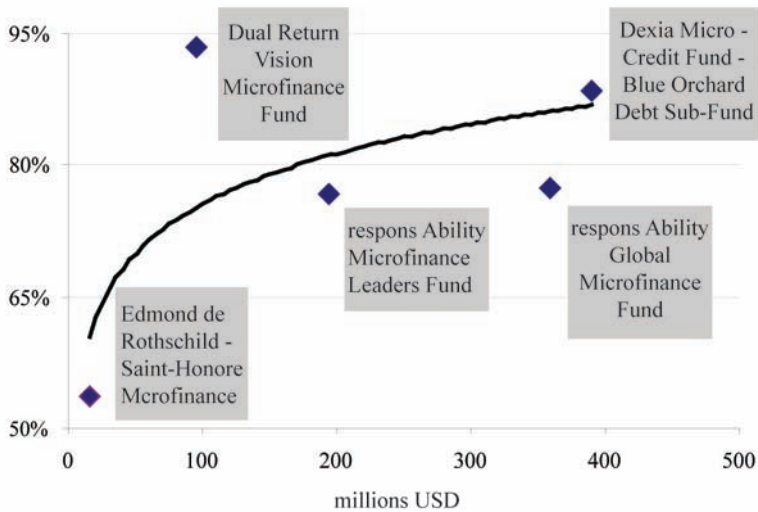 95%
80%
65%
50%
Dual Return
Vision
Microfinance
Fund
Dexia Micro -
Credit Fund -
Blue Orchard
Debt Sub-Fund
respons Ability
Microfinance
Leaders Fund
respons Ability
Global
Microfinance
Fund
Edmond de
Rothschild -
Saint-Honore
Mcrofinance
0 100 200 300 400 500
millions USD